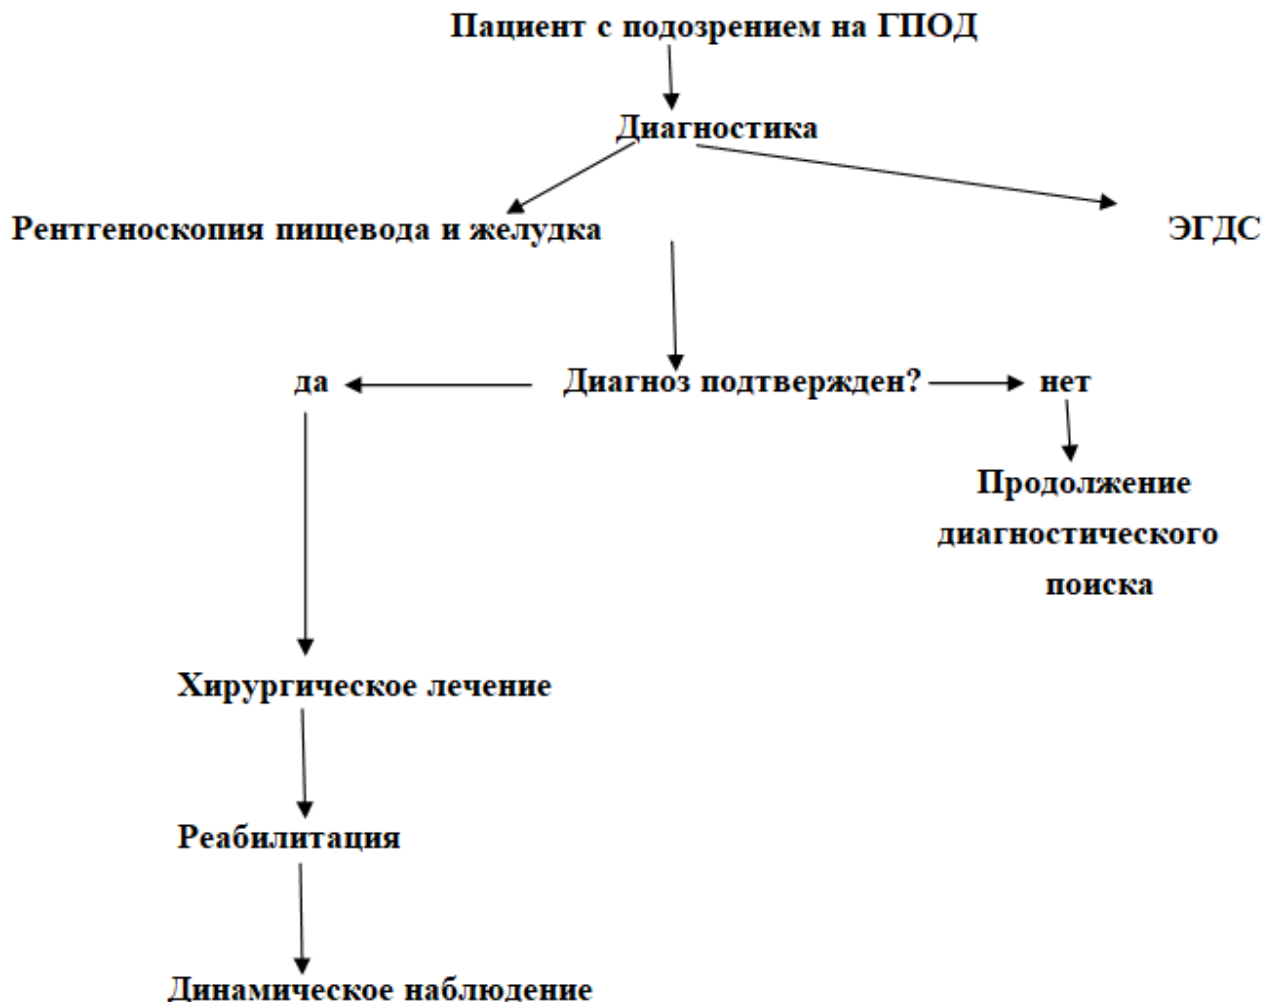 Пациент с подозрением на ГПОД
Диагностика
Рентгеноскопия пищевода и желудка
ЭГДС
да
Диагноз подтвержден?
нет
Продолжение
диагностического
поиска
Хирургическое лечение
Реабилитация
Динамическое наблюдение